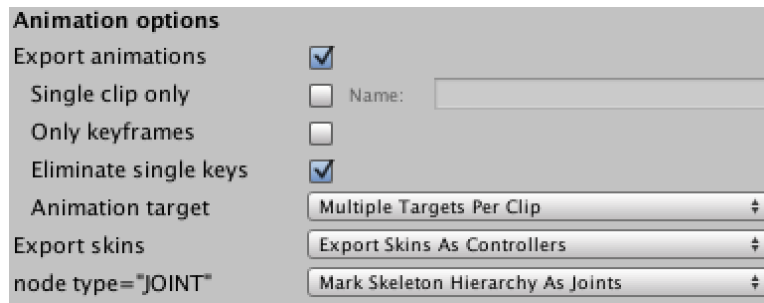 Animation options
Export animations
Single clip only Name:
Only keyframes
Eliminate single keys
Animation target Multiple Targets Per Clip
Export skins Export Skins As Controllers
node type="JOINT" Mark Skeleton Hierarchy As Joints